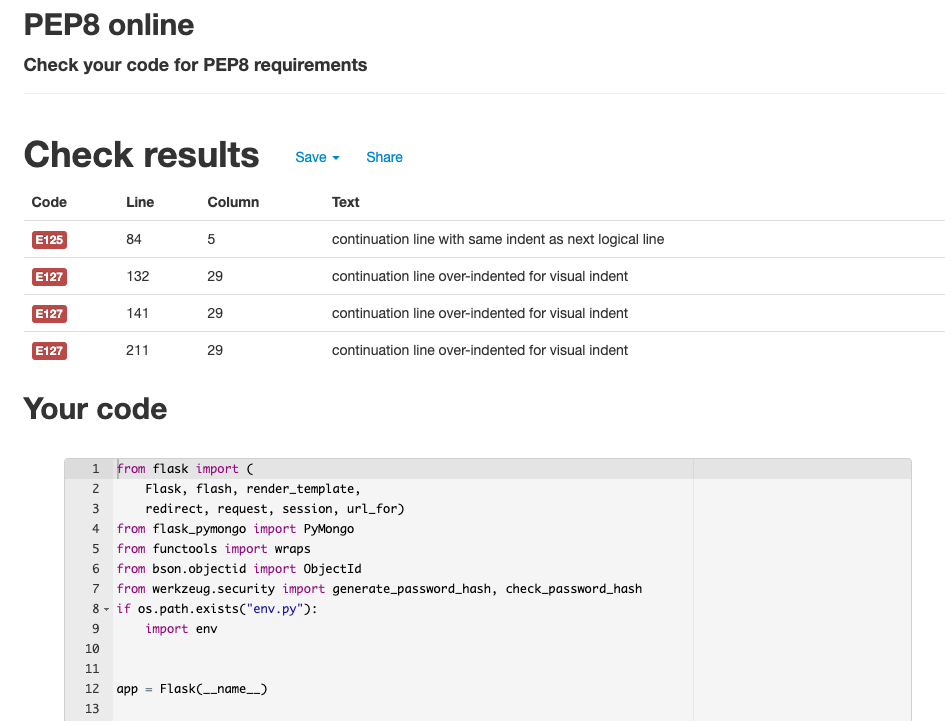 PEP8 online
Check your code for PEP8 requirements
Check results Save Share
Code Line Column Text
E125 84 5 continuation line with same indent as next logical line
E127 132 29 continuation line over-indented for visual indent
E127 141 29 continuation line over-indented for visual indent
E127 211 29 continuation line over-indented for visual indent
Your code
1 from flask import (
2 Flask, flash, render_template,
3 redirect, request, session, url_for)
4 from flask_pymongo import PyMongo
5 from functools import wraps
6 from bson.objectid import ObjectId
7 from werkzeug.security import generate_password_hash, check_password_hash
8 if os.path.exists("env.py"):
9 import env
10
11
12 app = Flask(__name__)
13